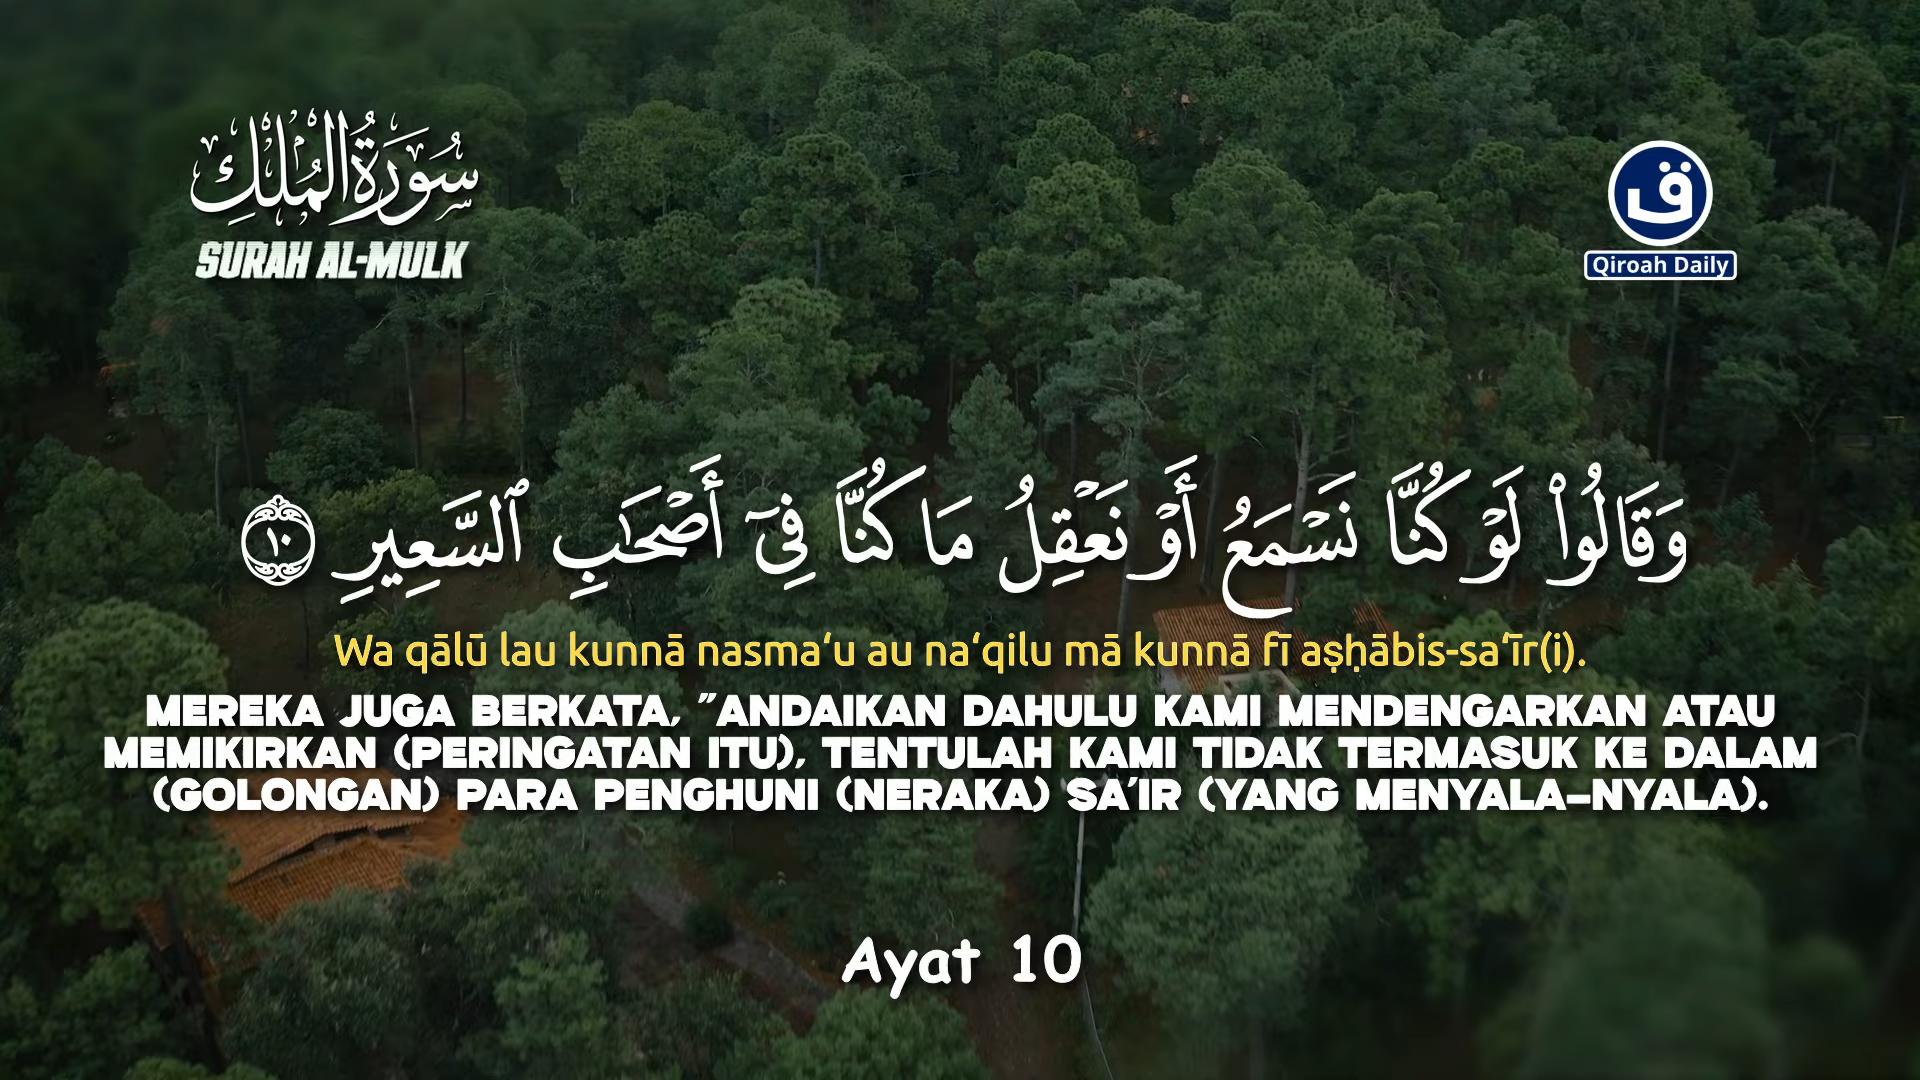 سُورَةُ الْمُلْكِ
SURAH AL-MULK
ق
Qiroah Daily
وَقَالُوا۟ لَوْ كُنَّا نَسْمَعُ أَوْ نَعْقِلُ مَا كُنَّا فِىٓ أَصْحَـٰبِ ٱلسَّعِيرِ ١٠
Wa qālū lau kunnā nasma‘u au na‘qilu mā kunnā fī aṣḥābis-sa‘īr(i).
MEREKA JUGA BERKATA, "ANDAIKAN DAHULU KAMI MENDENGARKAN ATAU
MEMIKIRKAN (PERINGATAN ITU), TENTULAH KAMI TIDAK TERMASUK KE DALAM
(GOLONGAN) PARA PENGHUNI (NERAKA) SA'IR (YANG MENYALA-NYALA).
Ayat 10